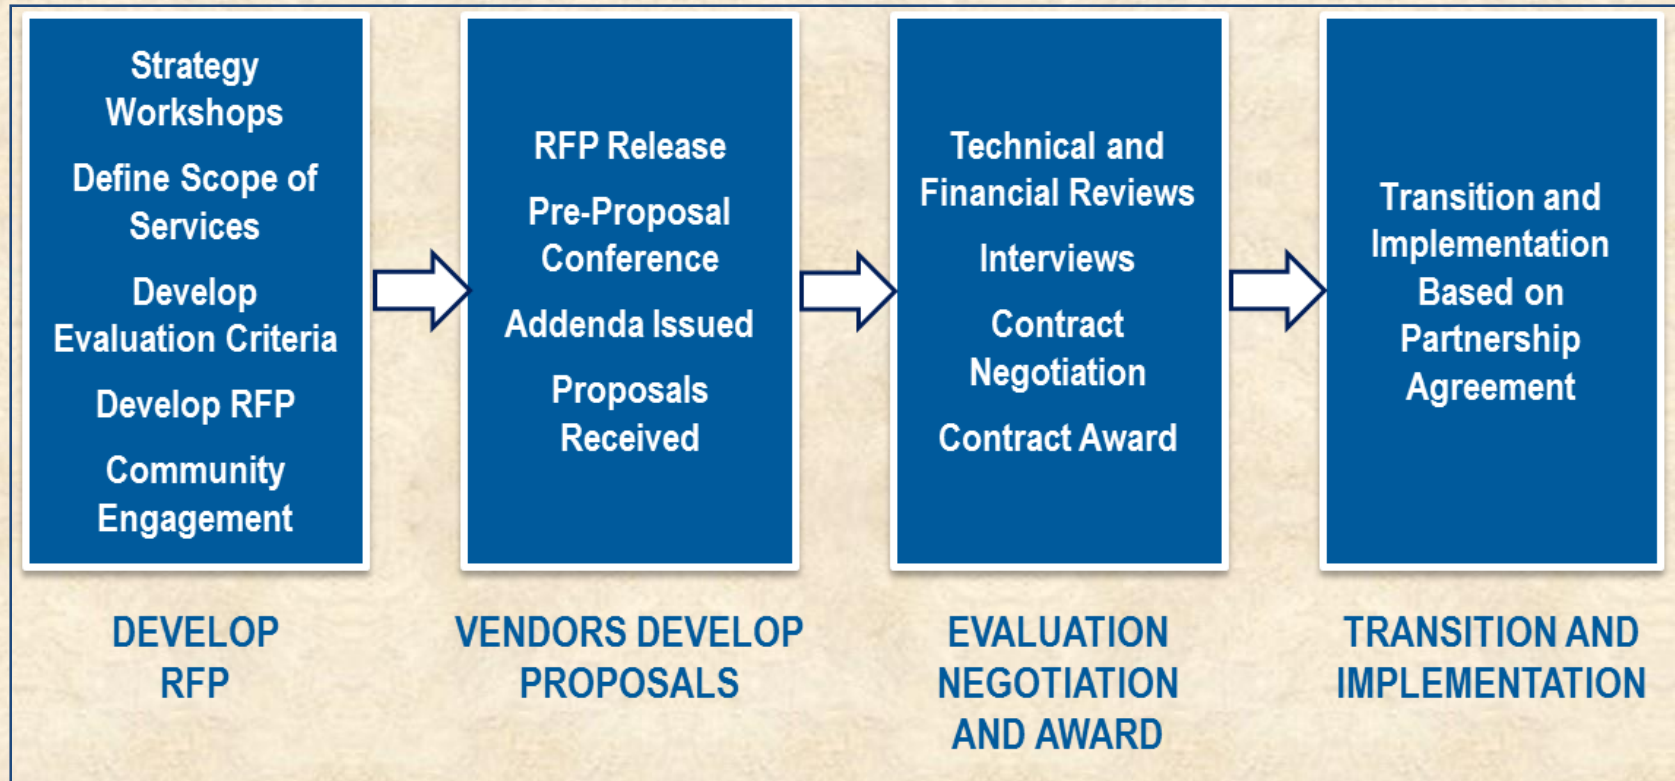 Strategy
Workshops
Define Scope of
Services
Develop
Evaluation Criteria
Develop RFP
Community
Engagement
DEVELOP
RFP
RFP Release
Pre-Proposal
Conference
Addenda Issued
Proposals
Received
VENDORS DEVELOP
PROPOSALS
Technical and
Financial Reviews
Interviews
Contract
Negotiation
Contract Award
EVALUATION
NEGOTIATION
AND AWARD
Transition and
Implementation
Based on
Partnership
Agreement
TRANSITION AND
IMPLEMENTATION